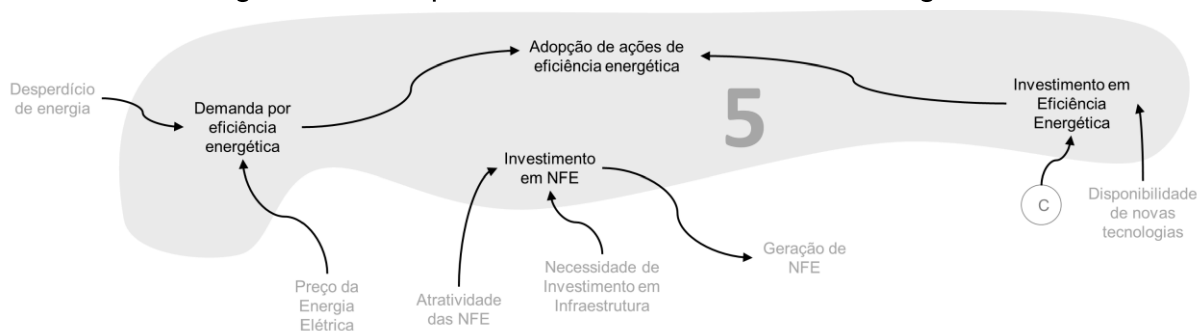 Adopção de ações de
eficiência energética
Desperdício
de energia
Demanda por
eficiência
energética
5
Investimento em
Eficiência
Energética
Investimento
em NFE
C
Disponibilidade
de novas
tecnologias
Geração de
NFE
Necessidade de
Investimento em
Infraestrutura
Preço da
Energia
Elétrica
Atratividade
das NFE